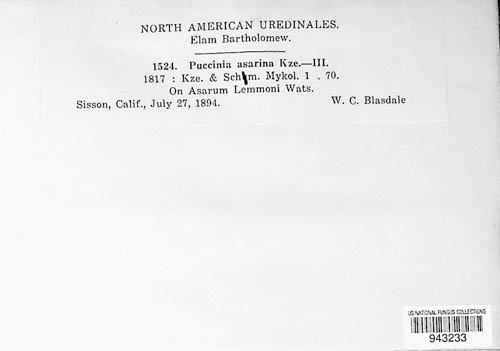 NORTH AMERICAN UREDINALES.
Elam Bartholomew.
1524. Puccinia asarina Kze.—III.
1817 : Kze. & Schm. Mykol. 1 . 70.
On Asarum Lemmoni Wats.
Sisson, Calif., July 27, 1894. W. C. Blasdale
US NATIONAL FUNGUS COLLECTIONS
943233